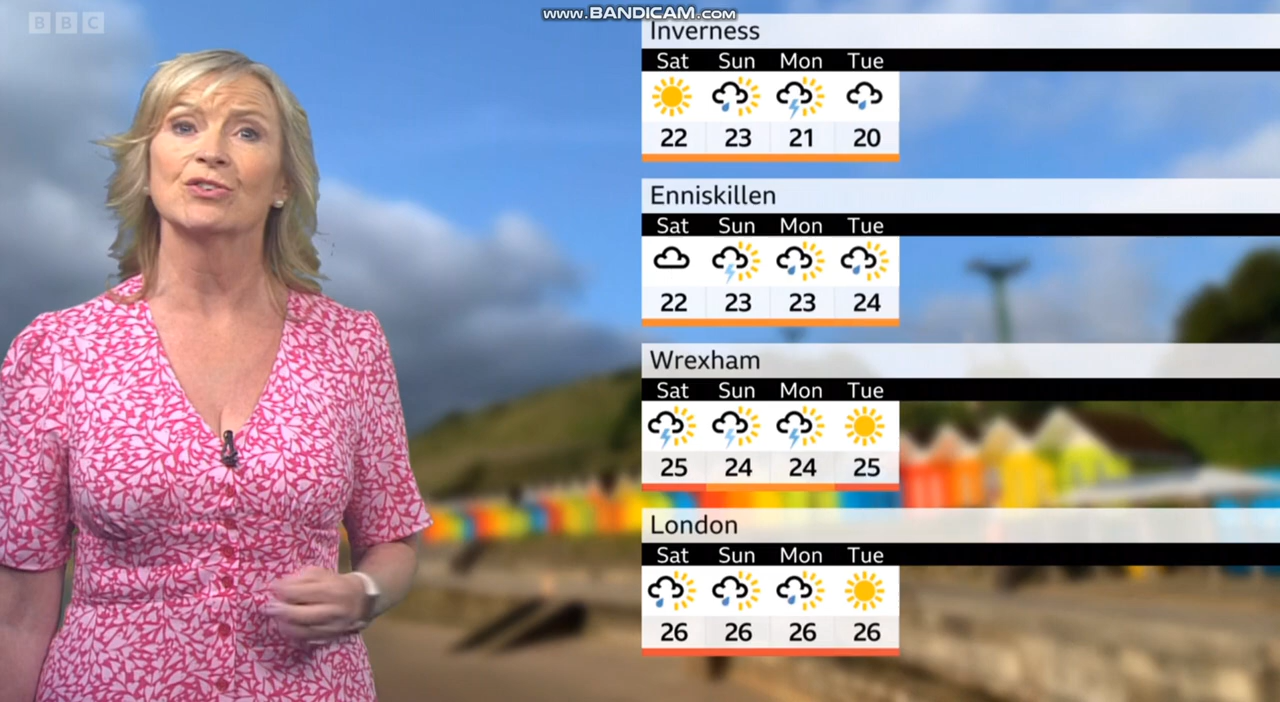 BBC
www.BANDICAM.com
Inverness
Sat Sun Mon Tue
22 23 21 20
Enniskillen
Sat Sun Mon Tue
22 23 23 24
Wrexham
Sat Sun Mon Tue
25 24 24 25
London
Sat Sun Mon Tue
26 26 26 26